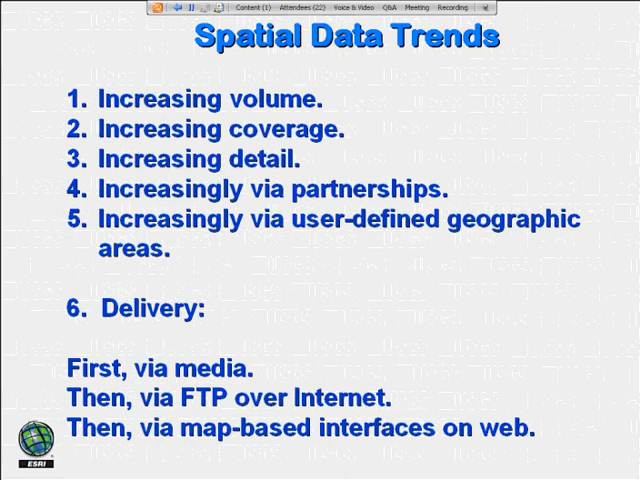 Content (1) Attendees (22) Voice & Video Q&A Meeting Recording
Spatial Data Trends
1. Increasing volume.
2. Increasing coverage.
3. Increasing detail.
4. Increasingly via partnerships.
5. Increasingly via user-defined geographic
areas.
6. Delivery:
First, via media.
Then, via FTP over Internet.
Then, via map-based interfaces on web.
ESRI